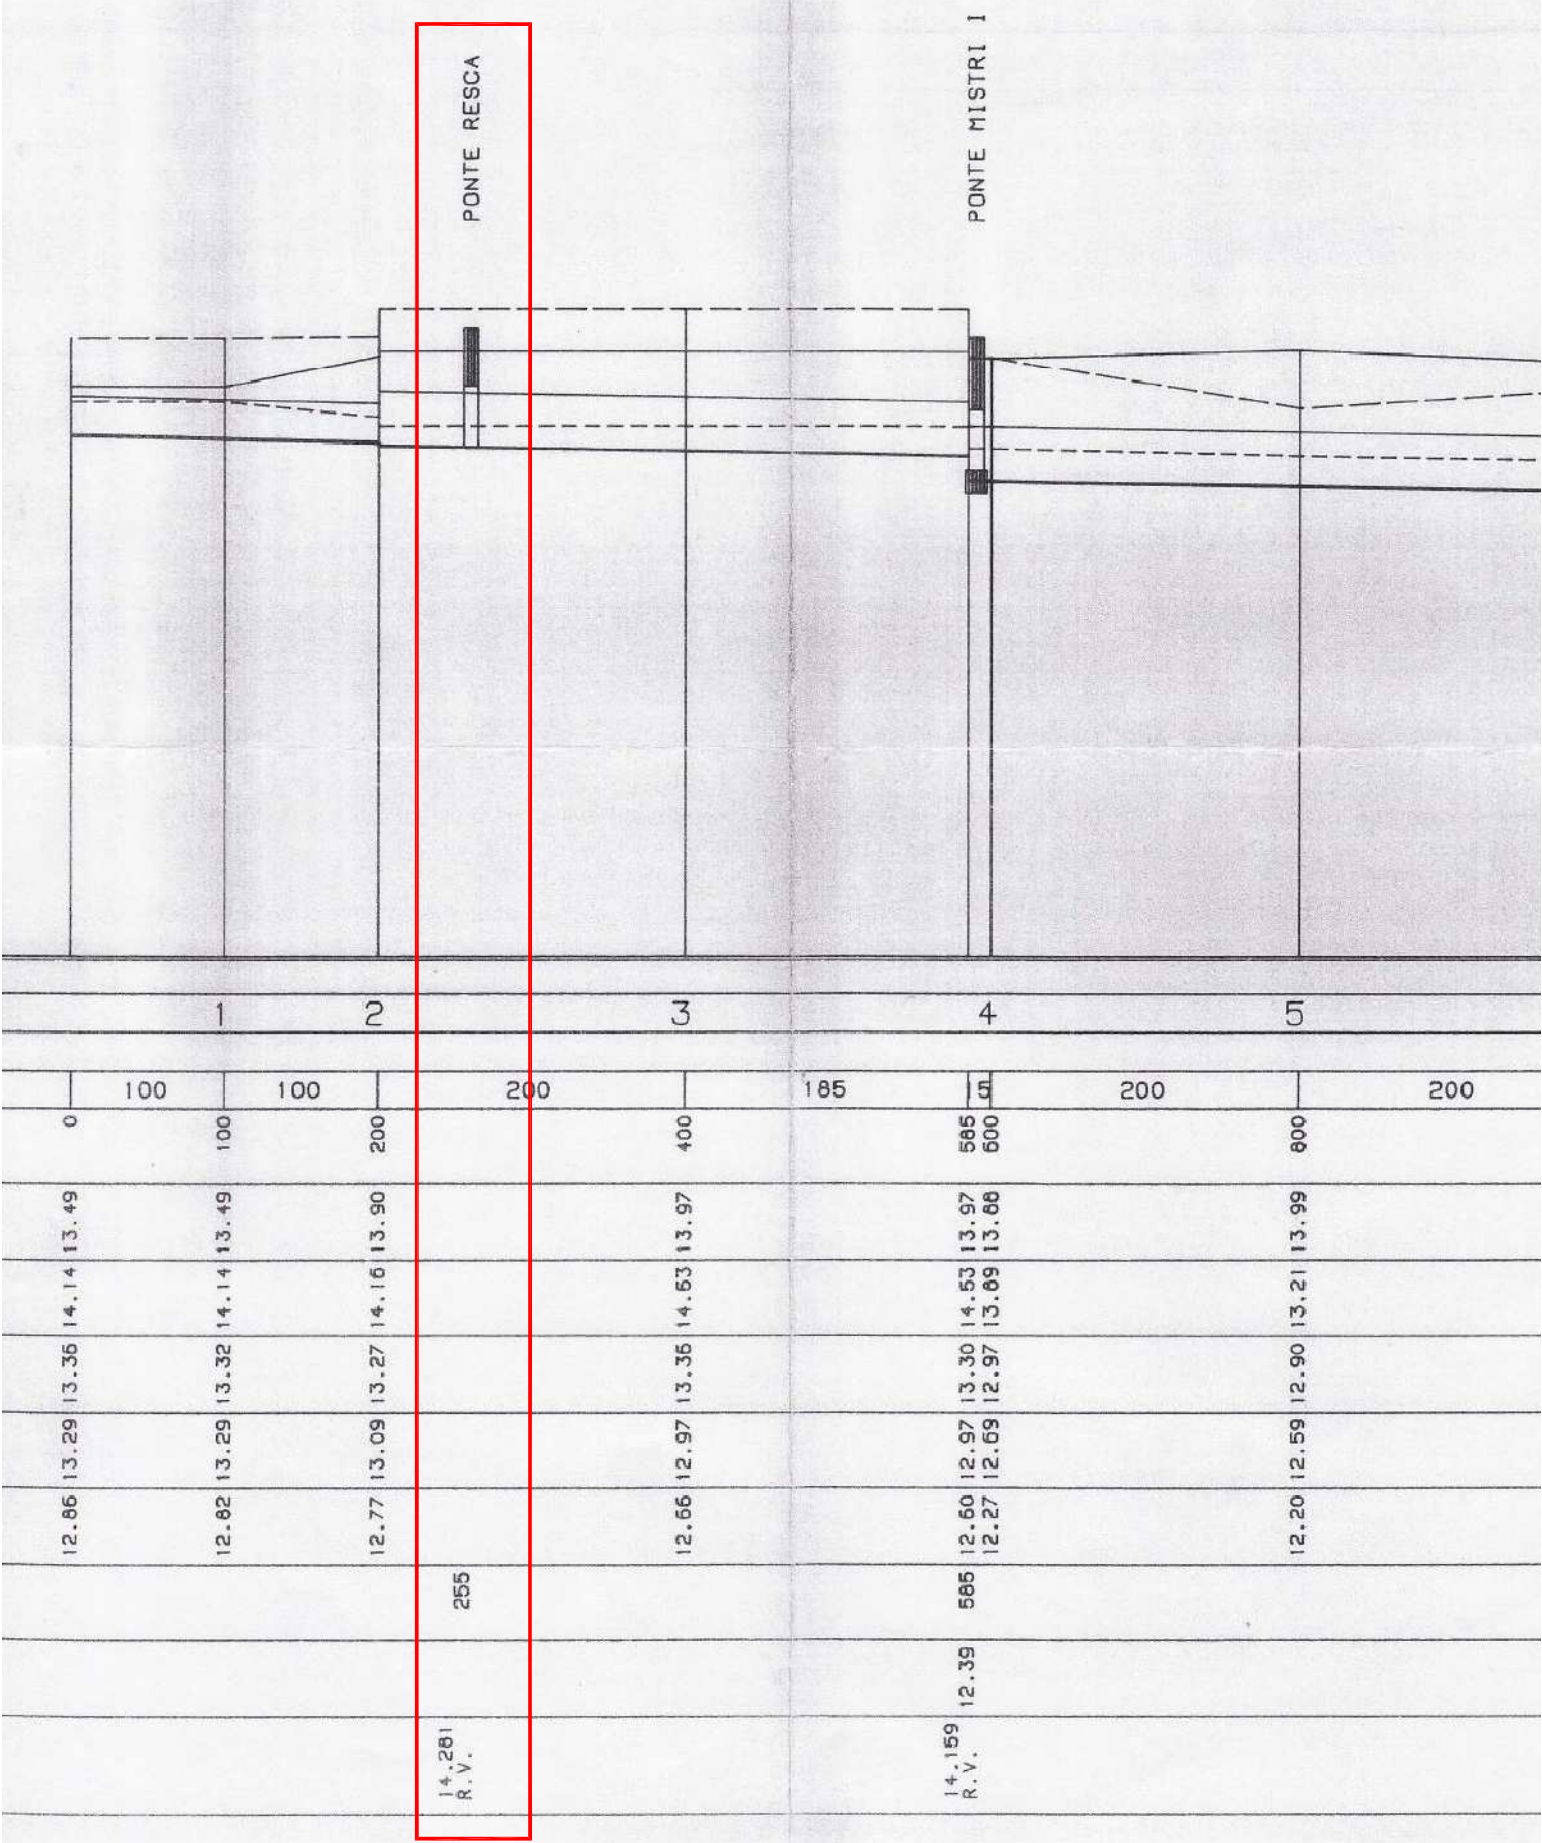 PONTE RESCA
PONTE MISTRI I
1 2 3 4 5
100 100 200 185 15 200 200
0 100 200 400 585 600 800
13.49 13.49 13.90 13.97 13.97 13.88 13.99
14.14 14.14 14.16 14.53 14.53 13.89 13.21
13.36 13.32 13.27 13.36 13.30 12.97 12.90
13.29 13.29 13.09 12.97 12.97 12.69 12.59
12.86 12.82 12.77 12.66 12.60 12.27 12.20
255 585
12.39
14.281 14.159
R.V. R.V.